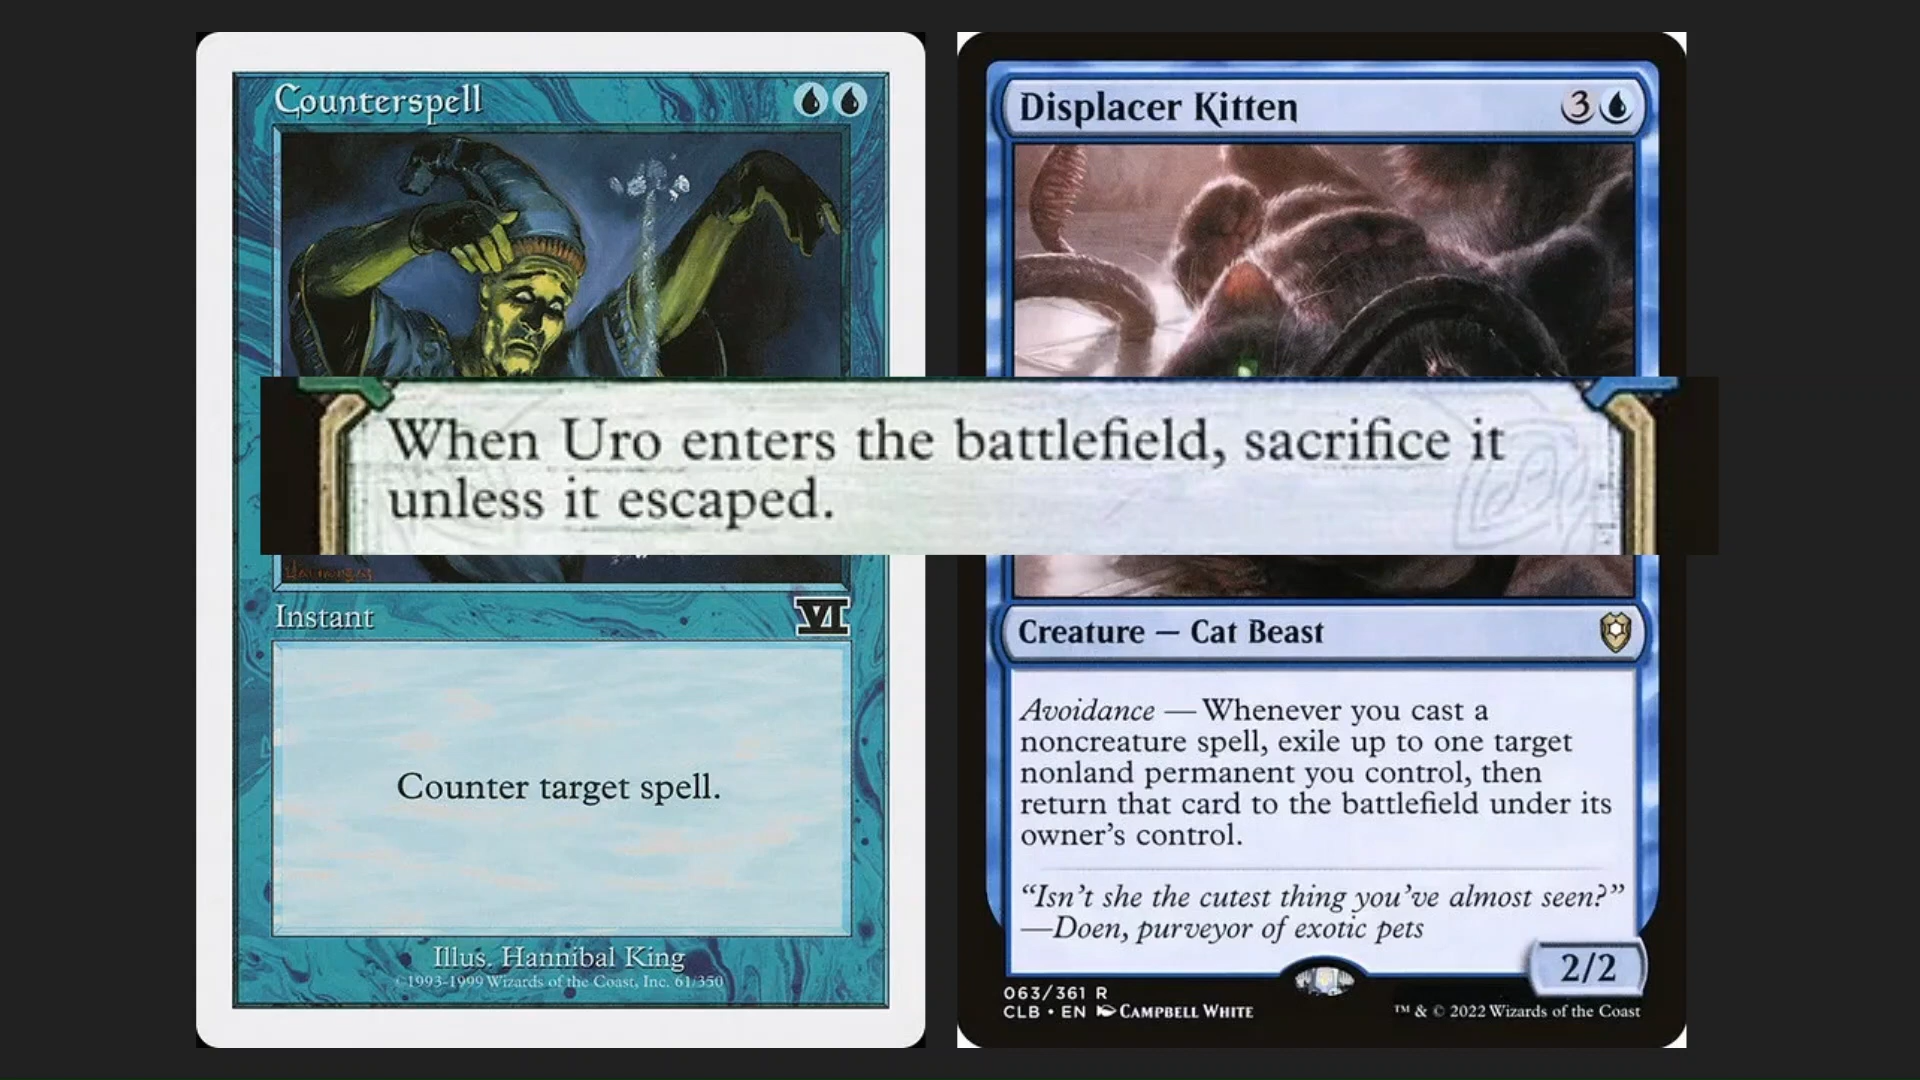 Counterspell
Displacer Kitten
3
When Uro enters the battlefield, sacrifice it
unless it escaped.
Instant
VI
Creature — Cat Beast
Counter target spell.
Avoidance — Whenever you cast a
noncreature spell, exile up to one target
nonland permanent you control, then
return that card to the battlefield under its
owner’s control.
“Isn’t she the cutest thing you’ve almost seen?”
—Doen, purveyor of exotic pets
2/2
Illus. Hannibal King
©1993-1999 Wizards of the Coast, Inc. 61/350
063/361 R
CLB • EN CAMPBELL WHITE
™ & © 2022 Wizards of the Coast